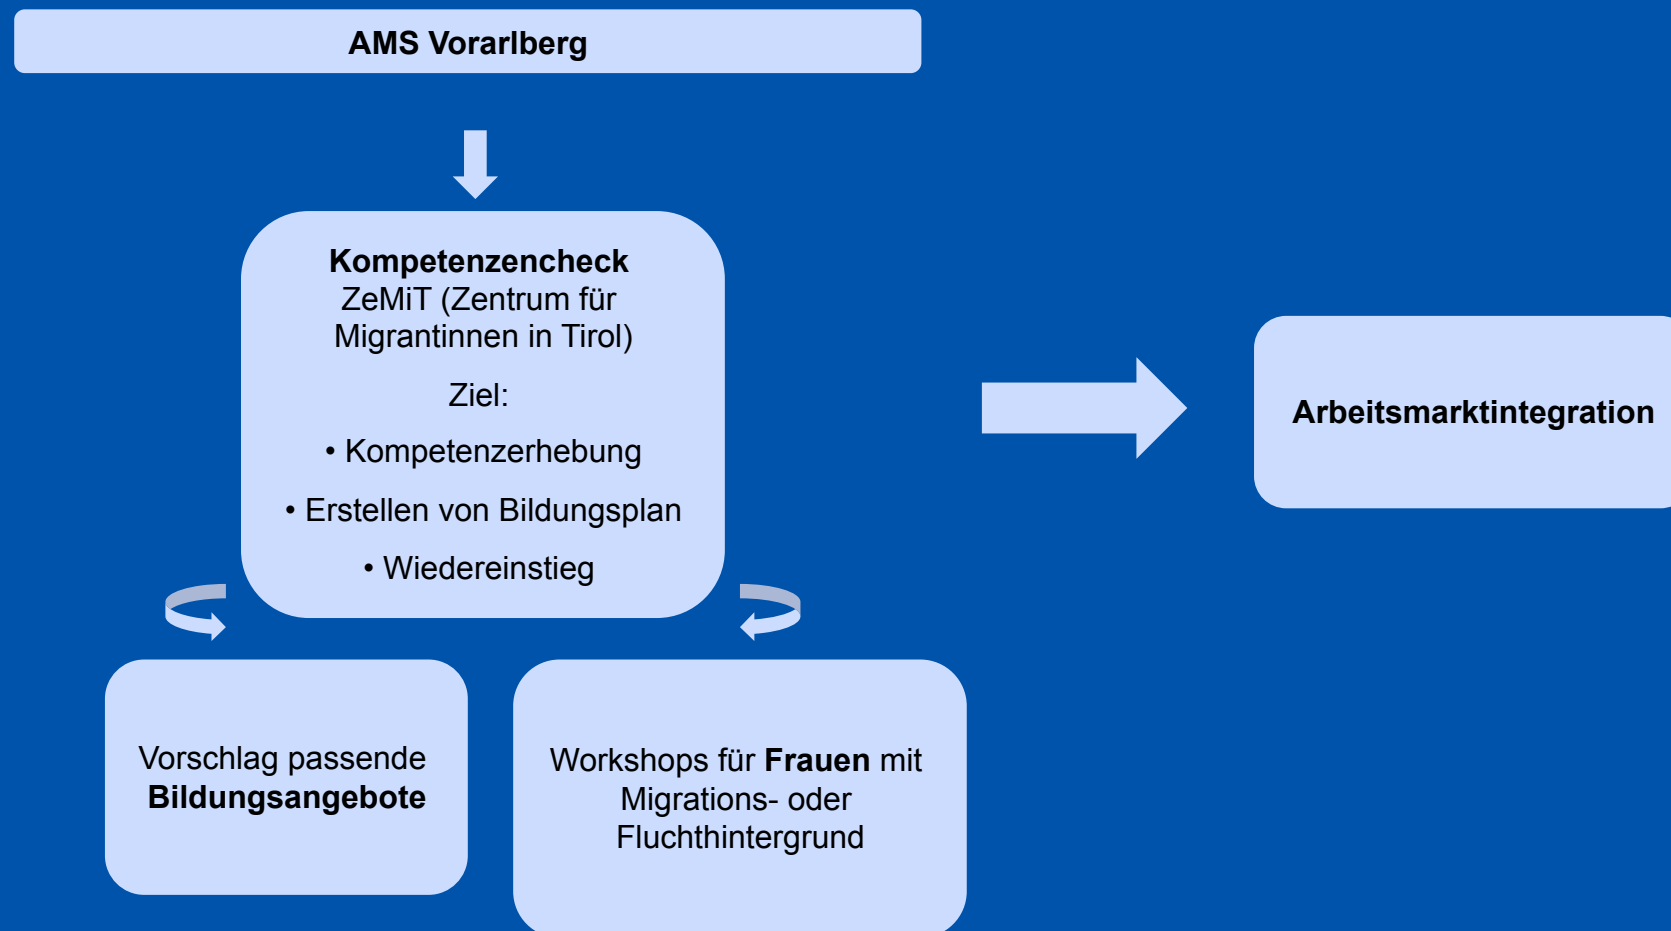 AMS Vorarlberg
Kompetenzencheck
ZeMiT (Zentrum für
Migrantinnen in Tirol)
Ziel:
• Kompetenzerhebung
• Erstellen von Bildungsplan
• Wiedereinstieg
Arbeitsmarktintegration
Vorschlag passende
Bildungsangebote
Workshops für Frauen mit
Migrations- oder
Fluchthintergrund